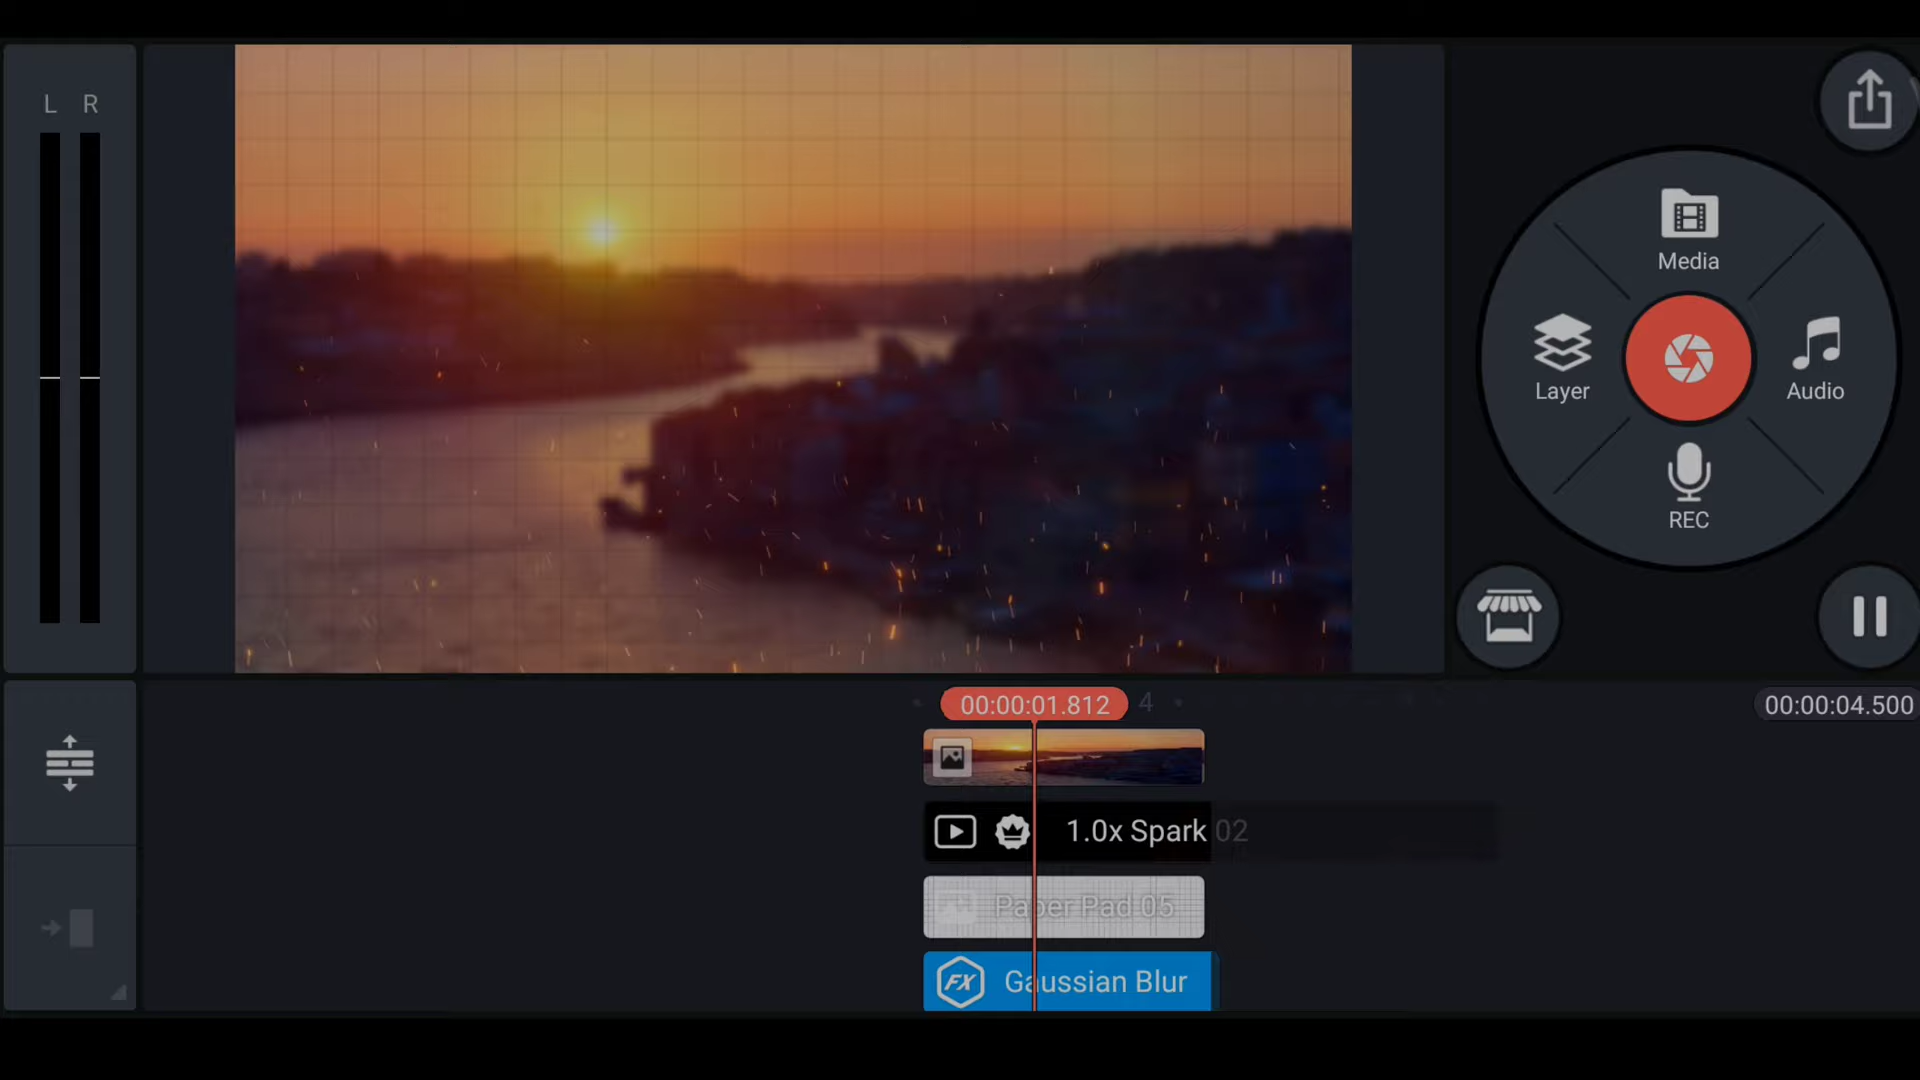 L R
Media
Layer
Audio
REC
00:00:01.812
4
00:00:04.500
1.0x Spark 02
Paper Pad 05
FX
Gaussian Blur